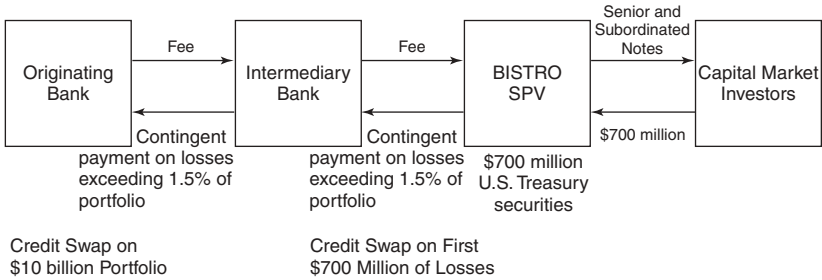 Originating
Bank
Fee
Intermediary
Bank
Fee
BISTRO
SPV
Senior and
Subordinated
Notes
Capital Market
Investors
$700 million
Contingent
payment on losses
exceeding 1.5% of
portfolio
Contingent
payment on losses
exceeding 1.5% of
portfolio
$700 million
U.S. Treasury
securities
Credit Swap on
$10 billion Portfolio
Credit Swap on First
$700 Million of Losses